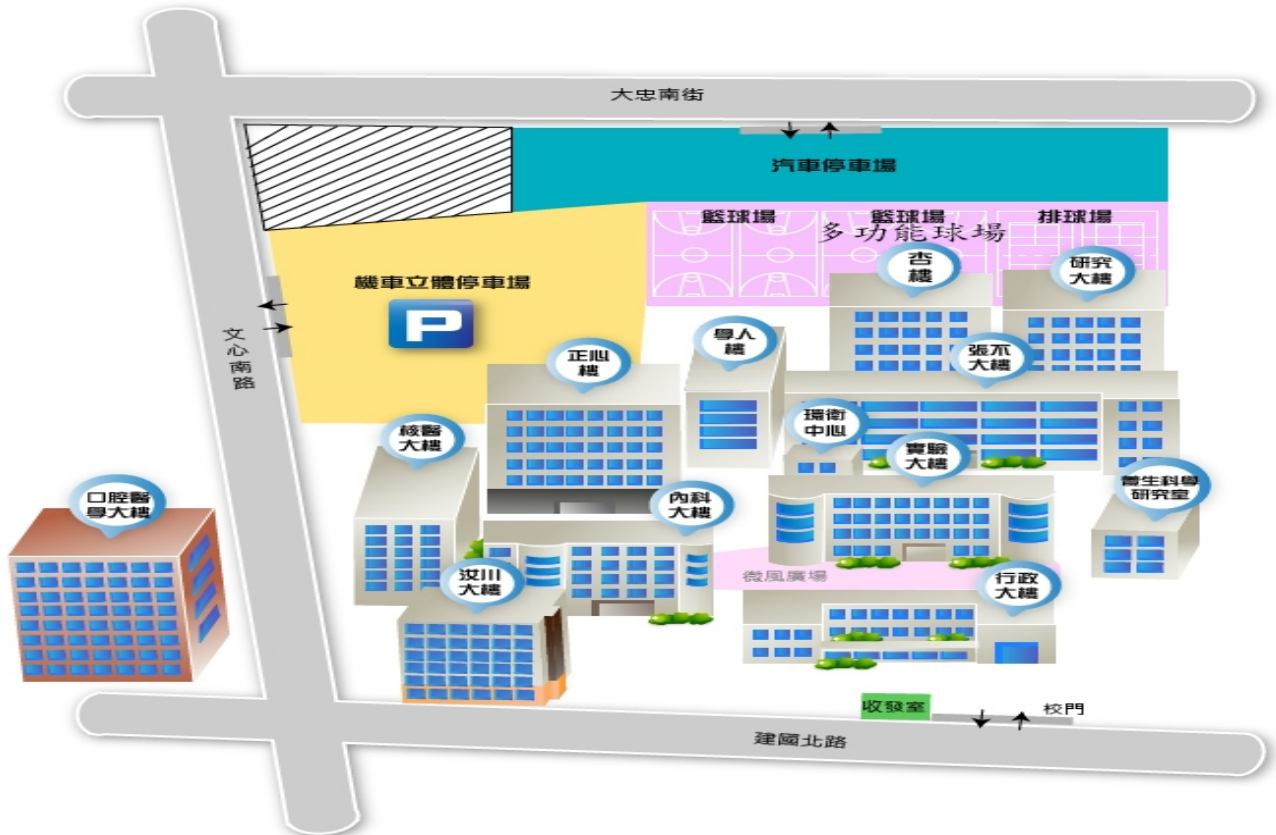 大忠南街
汽車停車場
籃球場
籃球場
排球場
多功能球場
杏
樓
研究
大樓
機車立體停車場
P
文心南路
學人
樓
正心
樓
張不
大樓
環衛
中心
核醫
大樓
實驗
大樓
口腔醫
學大樓
內科
大樓
養生科學
研究室
微風廣場
汝川
大樓
行政
大樓
收發室
校門
建國北路